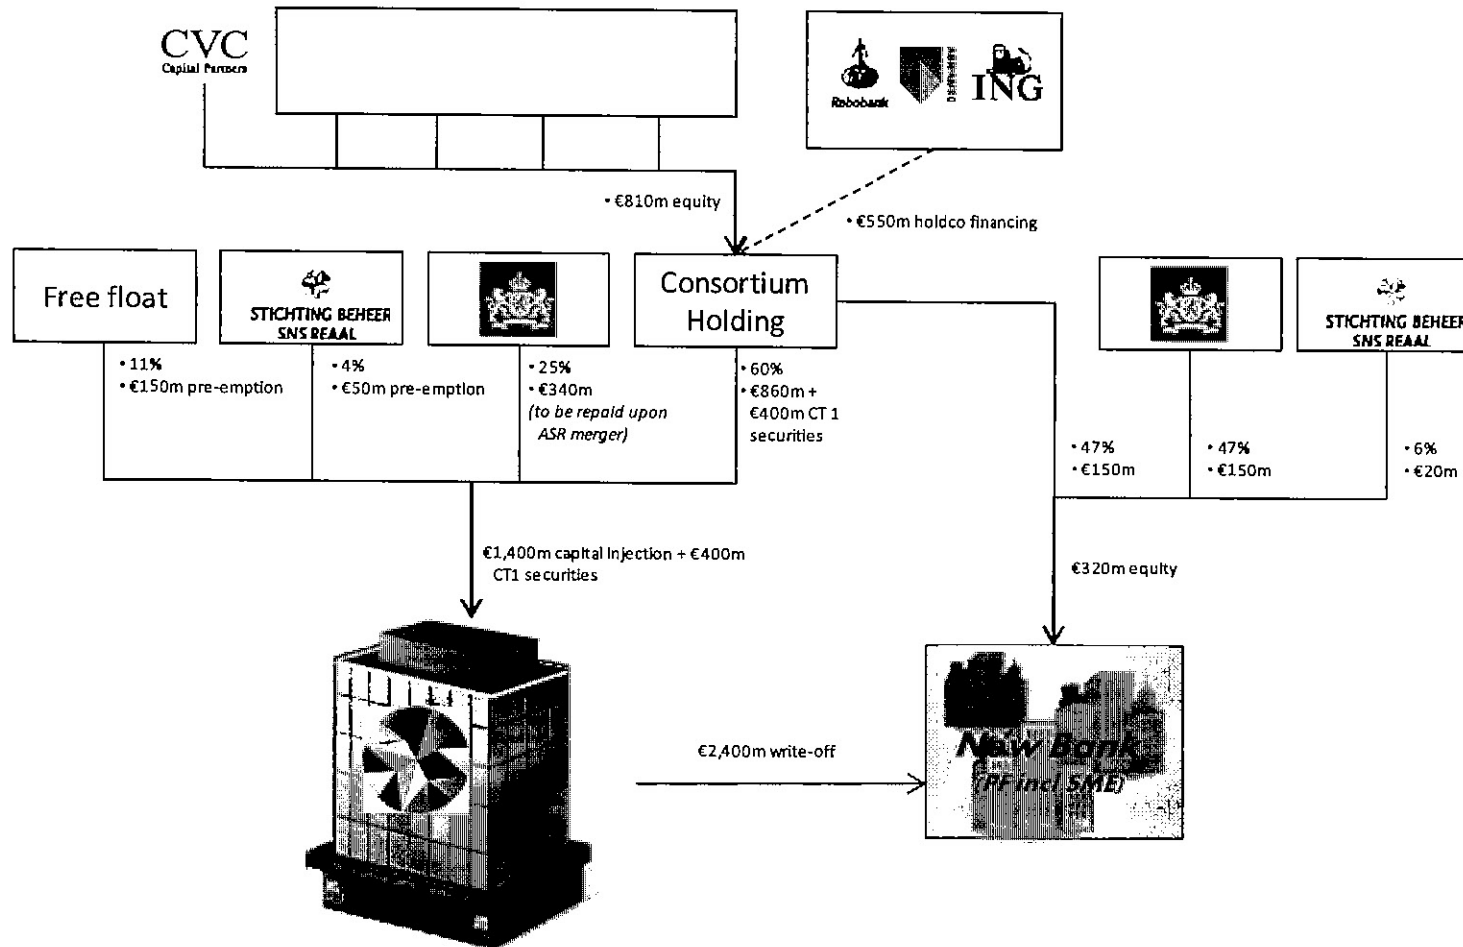 CVC
Capital Partners
Rabobank
ING
• €810m equity
• €550m holdco financing
Free float
STICHTING BEHEER
SNS REAAL
Consortium
Holding
STICHTING BEHEER
SNS REAAL
• 11%
• €150m pre-emption
• 4%
• €50m pre-emption
• 25%
• €340m
(to be repaid upon
ASR merger)
• 60%
• €860m +
€400m CT 1
securities
• 47%
• €150m
• 47%
• €150m
• 6%
• €20m
€1,400m capital injection + €400m
CT1 securities
€320m equity
€2,400m write-off
New Bank
(PF incl SME)